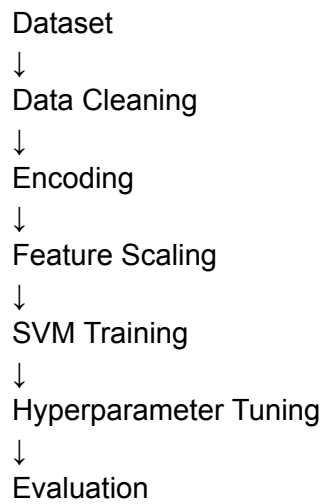 Dataset
↓
Data Cleaning
↓
Encoding
↓
Feature Scaling
↓
SVM Training
↓
Hyperparameter Tuning
↓
Evaluation